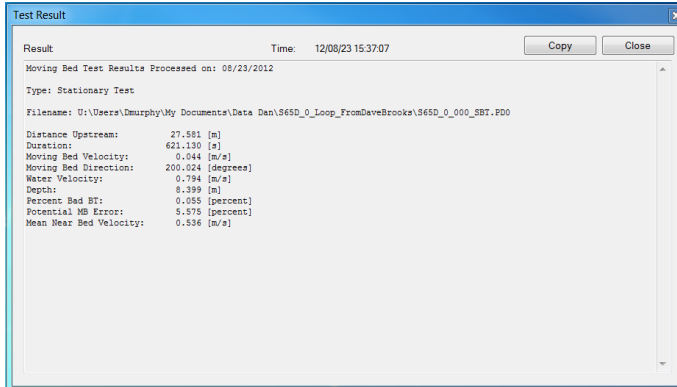 Test Result
Result: Time: 12/08/23 15:37:07 Copy Close
Moving Bed Test Results Processed on: 08/23/2012
Type: Stationary Test
Filename: U:\Users\Dmurphy\My Documents\Data Dan\S65D_0_Loop_FromDaveBrooks\S65D_0_000_SBT.PD0
Distance Upstream: 27.581 [m]
Duration: 621.130 [s]
Moving Bed Velocity: 0.044 [m/s]
Moving Bed Direction: 200.024 [degrees]
Water Velocity: 0.794 [m/s]
Depth: 8.399 [m]
Percent Bad BT: 0.055 [percent]
Potential MB Error: 5.575 [percent]
Mean Near Bed Velocity: 0.536 [m/s]